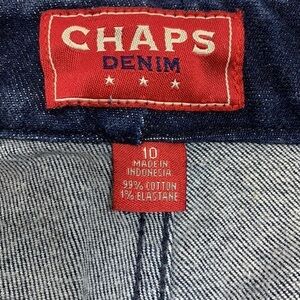 CHAPS
DENIM
10
MADE IN
INDONESIA
99% COTTON
1% ELASTANE